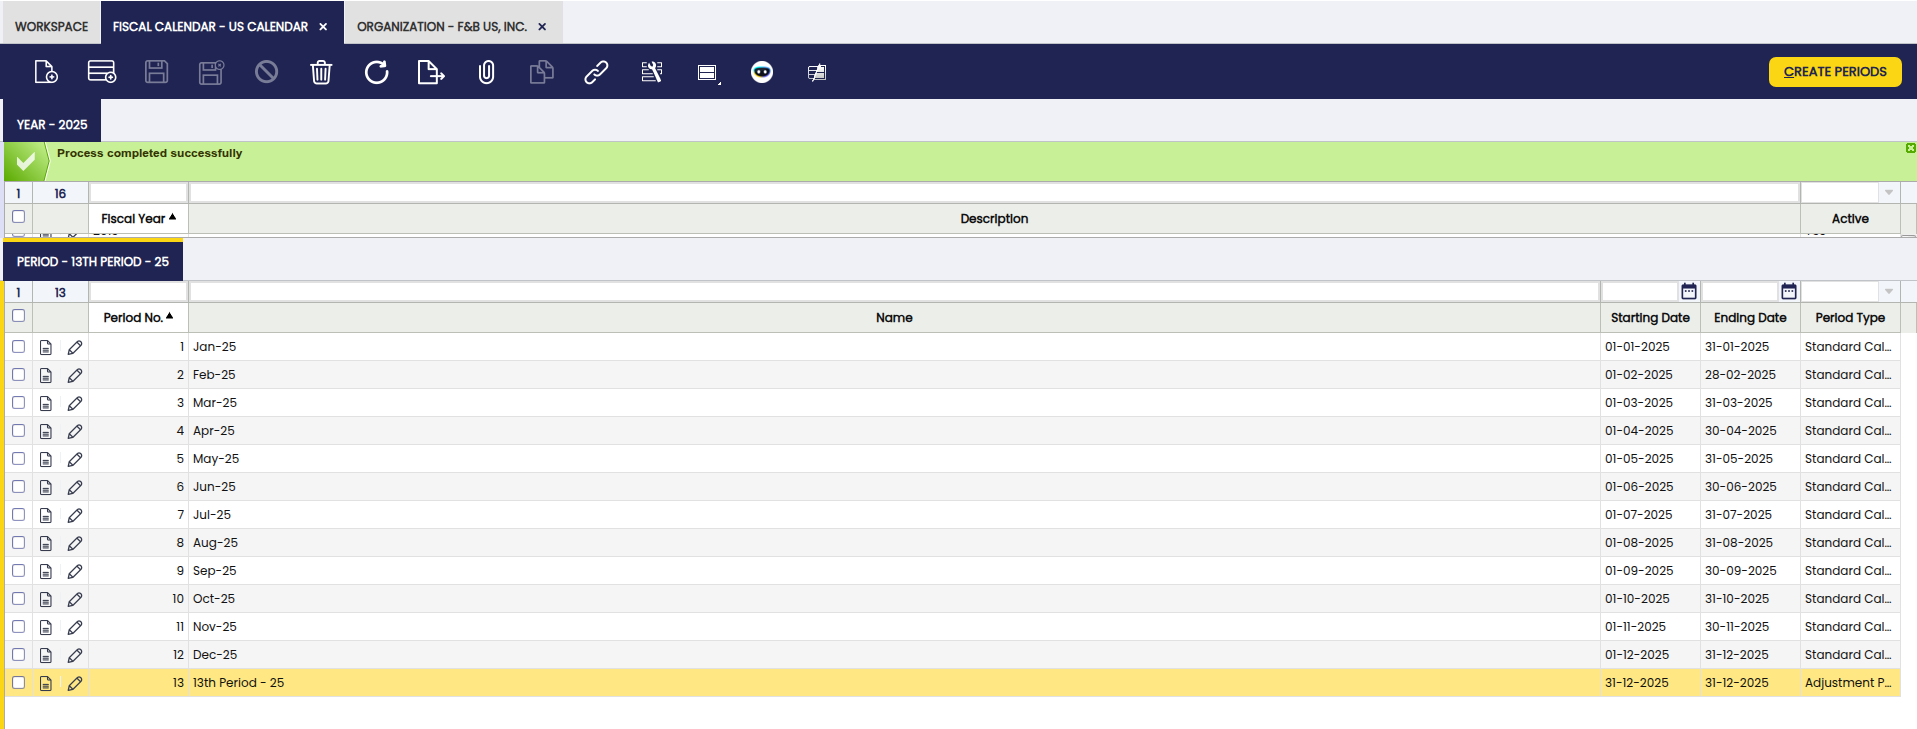 WORKSPACE FISCAL CALENDAR - US CALENDAR × ORGANIZATION - F&B US, INC. ×
CREATE PERIODS
YEAR - 2025
Process completed successfully
1 16
Fiscal Year Description Active
PERIOD - 13TH PERIOD - 25
1 13
Period No. Name Starting Date Ending Date Period Type
1 Jan-25 01-01-2025 31-01-2025 Standard Cal...
2 Feb-25 01-02-2025 28-02-2025 Standard Cal...
3 Mar-25 01-03-2025 31-03-2025 Standard Cal...
4 Apr-25 01-04-2025 30-04-2025 Standard Cal...
5 May-25 01-05-2025 31-05-2025 Standard Cal...
6 Jun-25 01-06-2025 30-06-2025 Standard Cal...
7 Jul-25 01-07-2025 31-07-2025 Standard Cal...
8 Aug-25 01-08-2025 31-08-2025 Standard Cal...
9 Sep-25 01-09-2025 30-09-2025 Standard Cal...
10 Oct-25 01-10-2025 31-10-2025 Standard Cal...
11 Nov-25 01-11-2025 30-11-2025 Standard Cal...
12 Dec-25 01-12-2025 31-12-2025 Standard Cal...
13 13th Period - 25 31-12-2025 31-12-2025 Adjustment P...